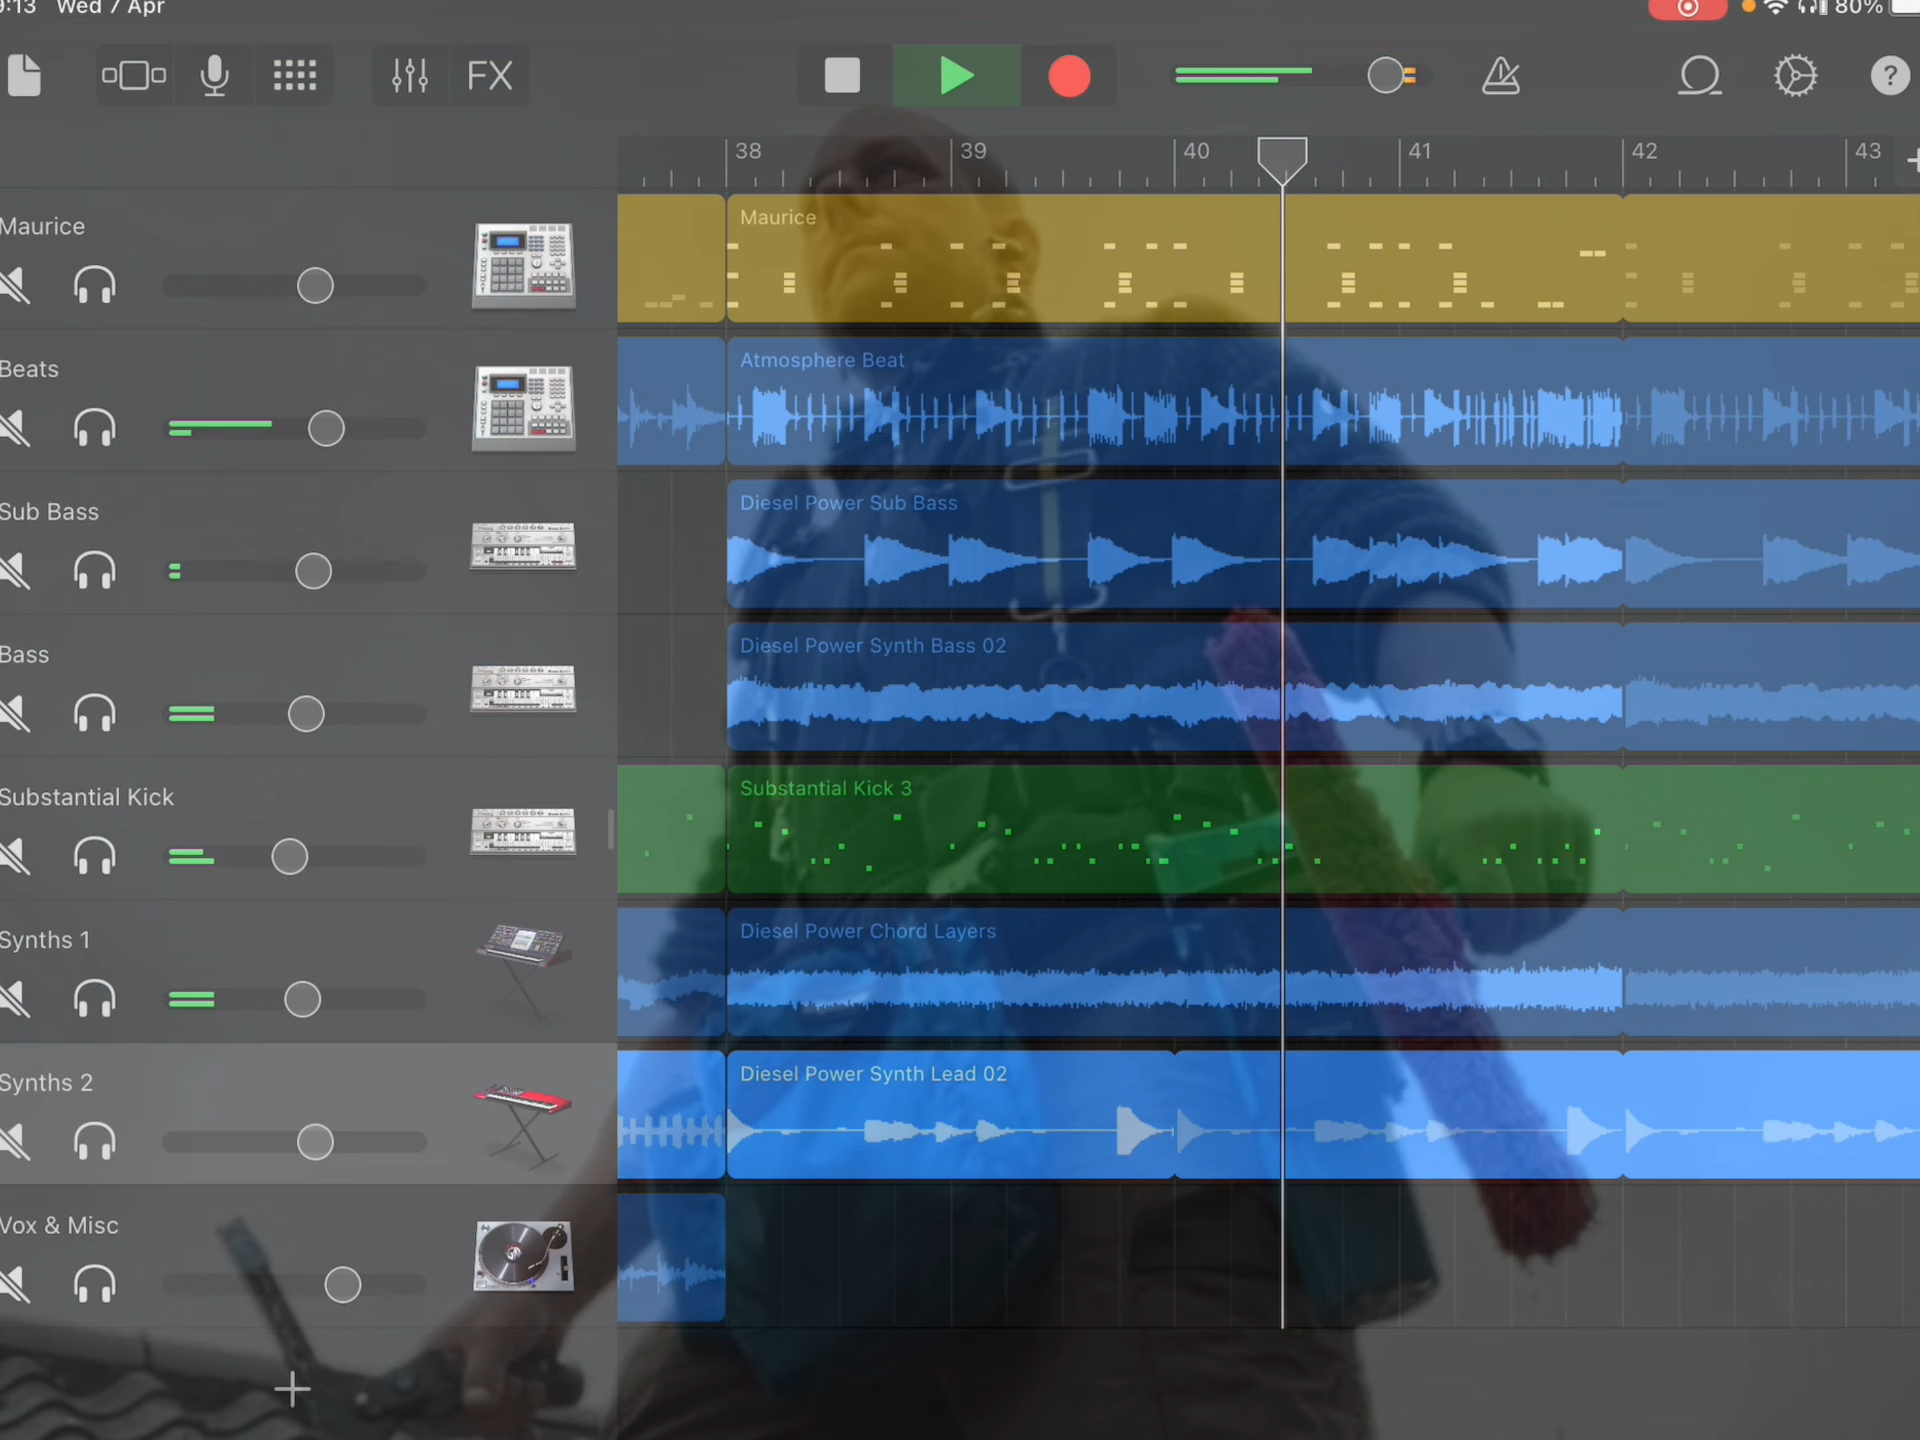 9:13 Wed 7 Apr
80%
FX
?
38 39 40 41 42 43
Maurice
Maurice
Beats
Atmosphere Beat
Sub Bass
Diesel Power Sub Bass
Bass
Diesel Power Synth Bass 02
Substantial Kick
Substantial Kick 3
Synths 1
Diesel Power Chord Layers
Synths 2
Diesel Power Synth Lead 02
Vox & Misc